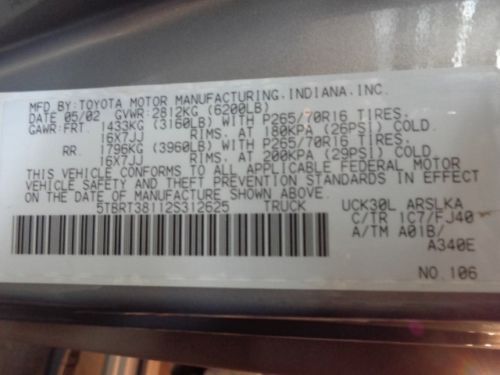 MFD.BY:TOYOTA MOTOR MANUFACTURING.INDIANA.INC.
DATE 05/02 GVWR:2812KG (6200LB)
GAWR:FRT. 1433KG (3160LB) WITH P265/70R16 TIRES.
16X7JJ RIMS. AT 180KPA (26PSI) COLD.
RR. 1796KG (3960LB) WITH P265/70R16 TIRES.
16X7JJ RIMS. AT 200KPA (29PSI) COLD.
THIS VEHICLE CONFORMS TO ALL APPLICABLE FEDERAL MOTOR
VEHICLE SAFETY AND THEFT PREVENTION STANDARDS IN EFFECT
ON THE DATE OF MANUFACTURE SHOWN ABOVE.
5TBRT38112S312625 TRUCK UCK30L ARSLKA
C/TR 1C7/FJ40
A/TM A01B/
A340E
NO.106